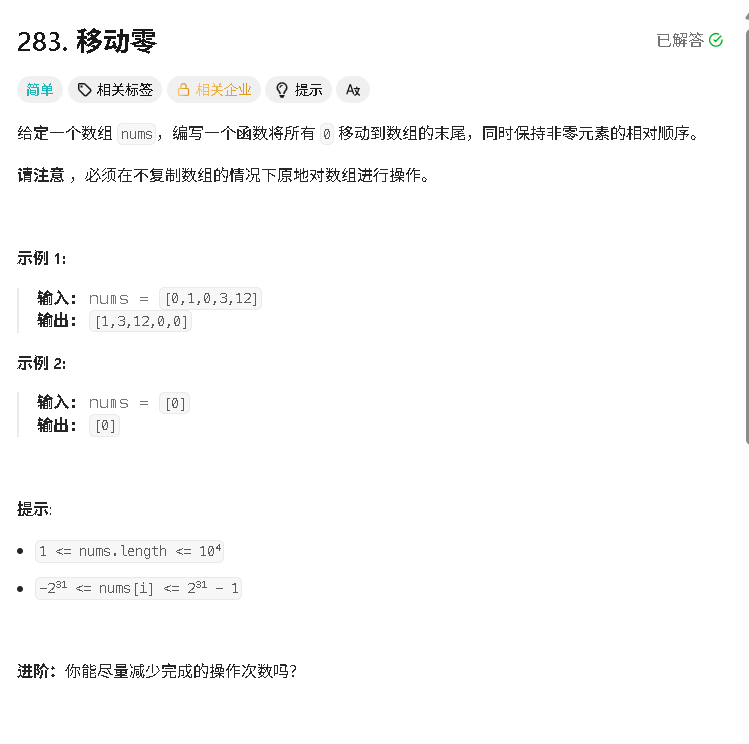 283. 移动零
已解答
简单 相关标签 相关企业 提示 Aあ
给定一个数组 nums，编写一个函数将所有 0 移动到数组的末尾，同时保持非零元素的相对顺序。
请注意 ，必须在不复制数组的情况下原地对数组进行操作。
示例 1:
输入: nums = [0,1,0,3,12]
输出: [1,3,12,0,0]
示例 2:
输入: nums = [0]
输出: [0]
提示:
1 <= nums.length <= 10⁴
-2³¹ <= nums[i] <= 2³¹ - 1
进阶：你能尽量减少完成的操作次数吗？